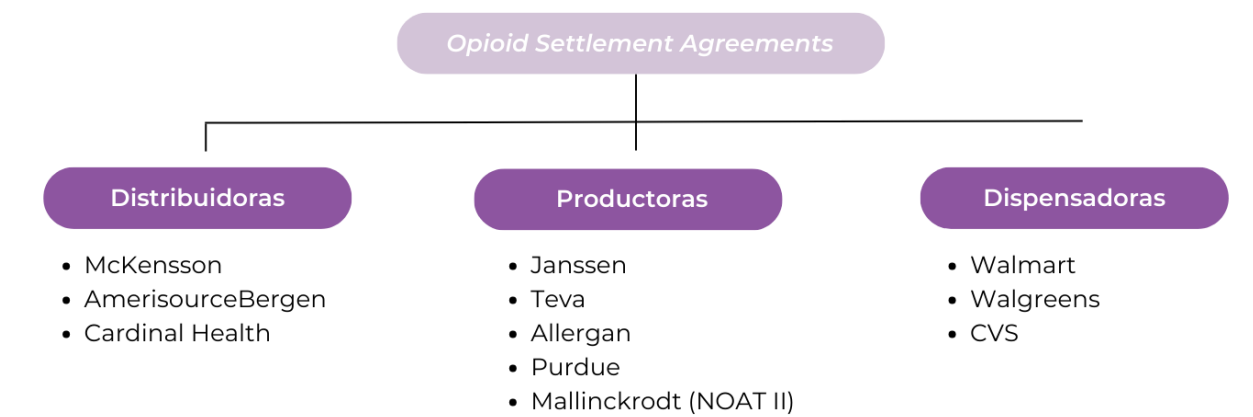 Opioid Settlement Agreements
Distribuidoras
• McKensson
• AmerisourceBergen
• Cardinal Health
Productoras
• Janssen
• Teva
• Allergan
• Purdue
• Mallinckrodt (NOAT II)
Dispensadoras
• Walmart
• Walgreens
• CVS